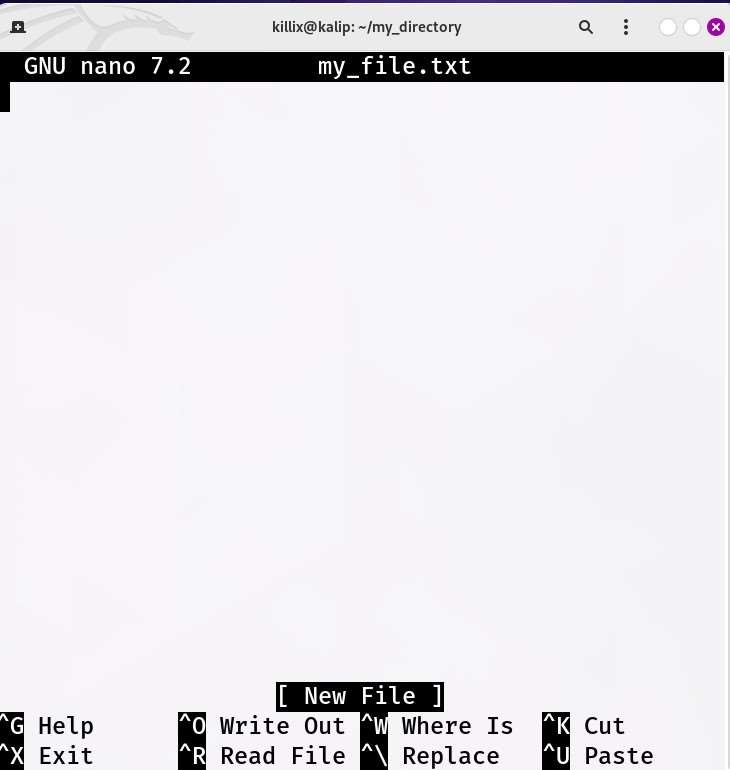 killix@kalip: ~/my_directory
GNU nano 7.2 my_file.txt
[ New File ]
^G Help ^O Write Out ^W Where Is ^K Cut
^X Exit ^R Read File ^\ Replace ^U Paste